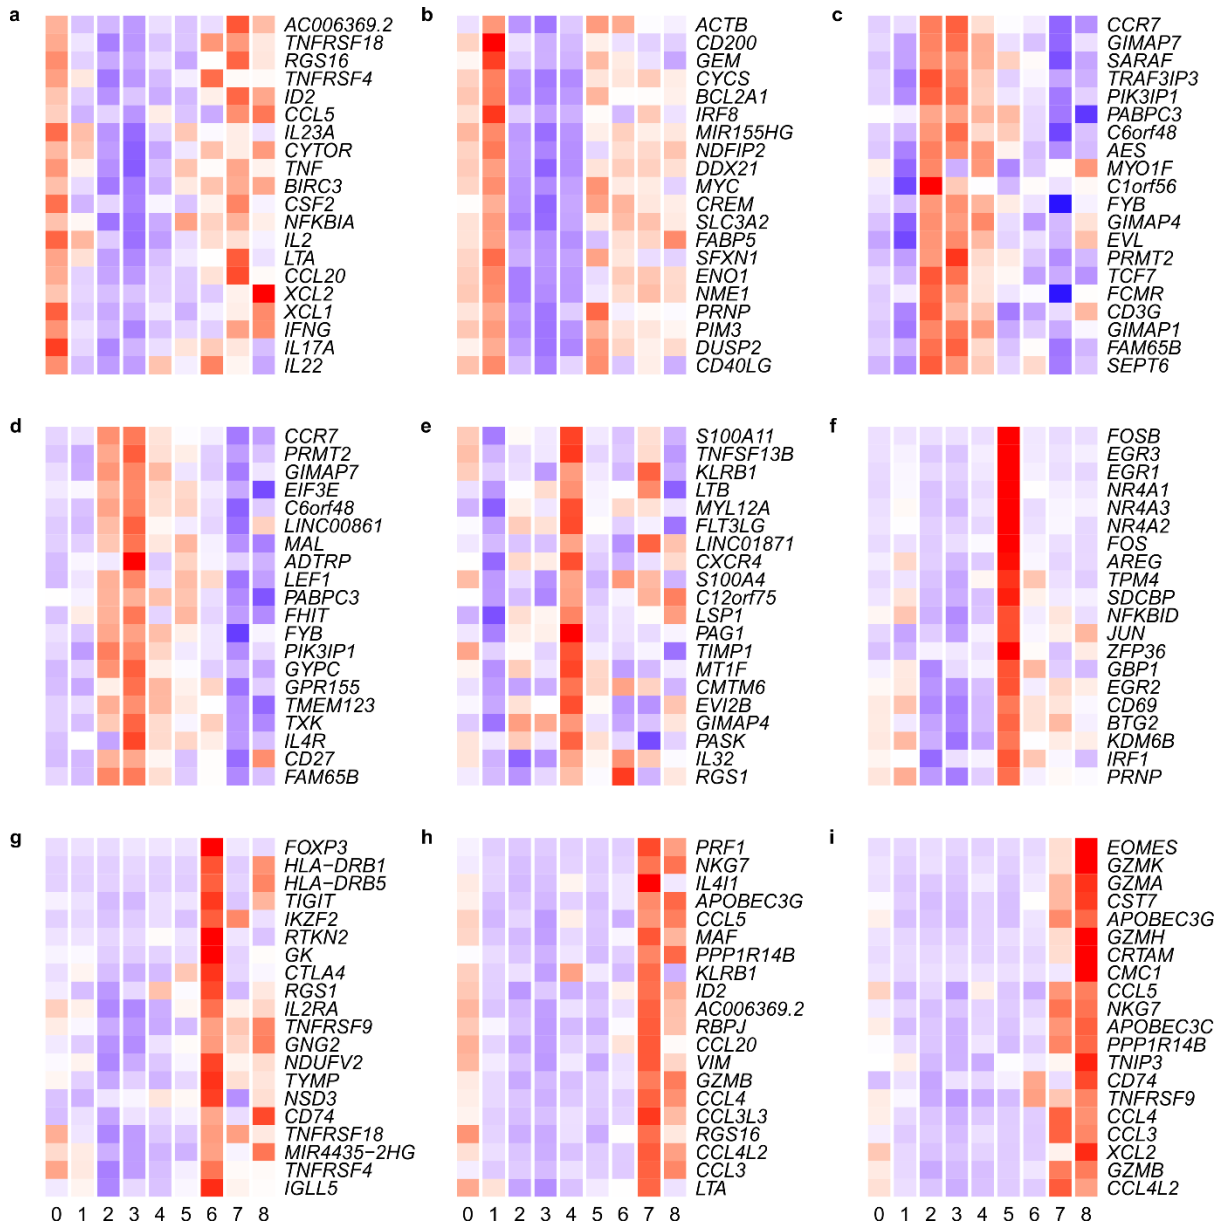 a
AC006369.2
TNFRSF18
RGS16
TNFRSF4
ID2
CCL5
IL23A
CYTOR
TNF
BIRC3
CSF2
NFKBIA
IL2
LTA
CCL20
XCL2
XCL1
IFNG
IL17A
IL22
b
ACTB
CD200
GEM
CYCS
BCL2A1
IRF8
MIR155HG
NDFIP2
DDX21
MYC
CREM
SLC3A2
FABP5
SFXN1
ENO1
NME1
PRNP
PIM3
DUSP2
CD40LG
c
CCR7
GIMAP7
SARAF
TRAF3IP3
PIK3IP1
PABPC3
C6orf48
AES
MYO1F
C1orf56
FYB
GIMAP4
EVL
PRMT2
TCF7
FCMR
CD3G
GIMAP1
FAM65B
SEPT6
d
CCR7
PRMT2
GIMAP7
EIF3E
C6orf48
LINC00861
MAL
ADTRP
LEF1
PABPC3
FHIT
FYB
PIK3IP1
GYPC
GPR155
TMEM123
TXK
IL4R
CD27
FAM65B
e
S100A11
TNFSF13B
KLRB1
LTB
MYL12A
FLT3LG
LINC01871
CXCR4
S100A4
C12orf75
LSP1
PAG1
TIMP1
MT1F
CMTM6
EVI2B
GIMAP4
PASK
IL32
RGS1
f
FOSB
EGR3
EGR1
NR4A1
NR4A3
NR4A2
FOS
AREG
TPM4
SDCBP
NFKBID
JUN
ZFP36
GBP1
EGR2
CD69
BTG2
KDM6B
IRF1
PRNP
g
FOXP3
HLA−DRB1
HLA−DRB5
TIGIT
IKZF2
RTKN2
GK
CTLA4
RGS1
IL2RA
TNFRSF9
GNG2
NDUFV2
TYMP
NSD3
CD74
TNFRSF18
MIR4435−2HG
TNFRSF4
IGLL5
0 1 2 3 4 5 6 7 8
h
PRF1
NKG7
IL4I1
APOBEC3G
CCL5
MAF
PPP1R14B
KLRB1
ID2
AC006369.2
RBPJ
CCL20
VIM
GZMB
CCL4
CCL3L3
RGS16
CCL4L2
CCL3
LTA
0 1 2 3 4 5 6 7 8
i
EOMES
GZMK
GZMA
CST7
APOBEC3G
GZMH
CRTAM
CMC1
CCL5
NKG7
APOBEC3C
PPP1R14B
TNIP3
CD74
TNFRSF9
CCL4
CCL3
XCL2
GZMB
CCL4L2
0 1 2 3 4 5 6 7 8